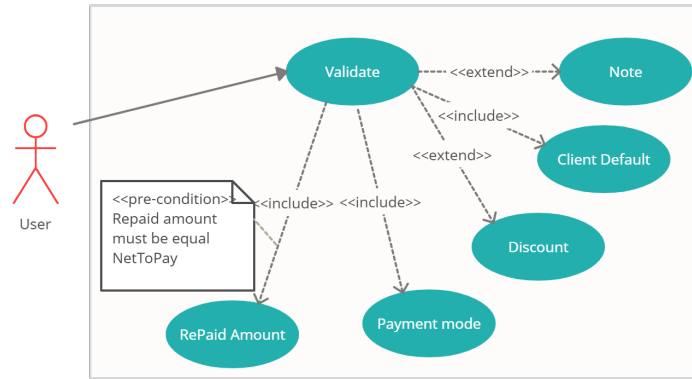 Validate
<<extend>>
Note
<<include>>
Client Default
<<extend>>
Discount
<<include>>
<<include>>
<<pre-condition>>
Repaid amount
must be equal
NetToPay
User
RePaid Amount
Payment mode